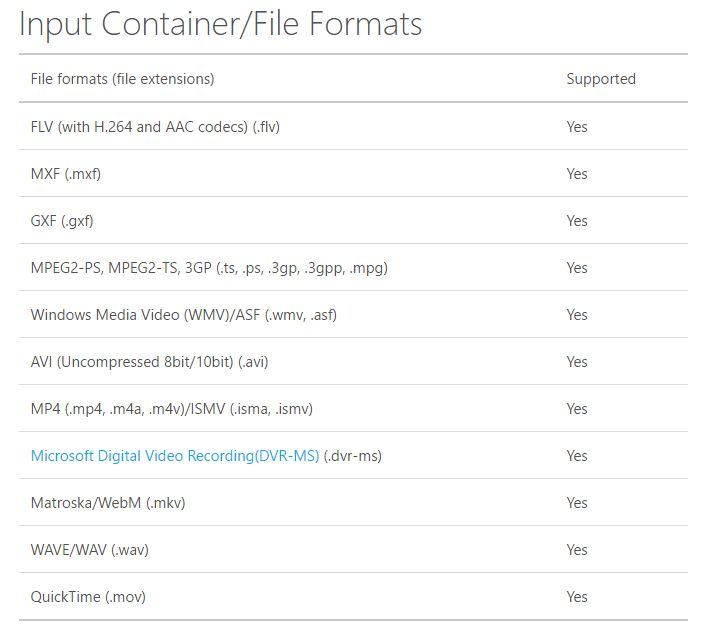 Input Container/File Formats
File formats (file extensions) Supported
FLV (with H.264 and AAC codecs) (.flv) Yes
MXF (.mxf) Yes
GXF (.gxf) Yes
MPEG2-PS, MPEG2-TS, 3GP (.ts, .ps, .3gp, .3gpp, .mpg) Yes
Windows Media Video (WMV)/ASF (.wmv, .asf) Yes
AVI (Uncompressed 8bit/10bit) (.avi) Yes
MP4 (.mp4, .m4a, .m4v)/ISMV (.isma, .ismv) Yes
Microsoft Digital Video Recording(DVR-MS) (.dvr-ms) Yes
Matroska/WebM (.mkv) Yes
WAVE/WAV (.wav) Yes
QuickTime (.mov) Yes